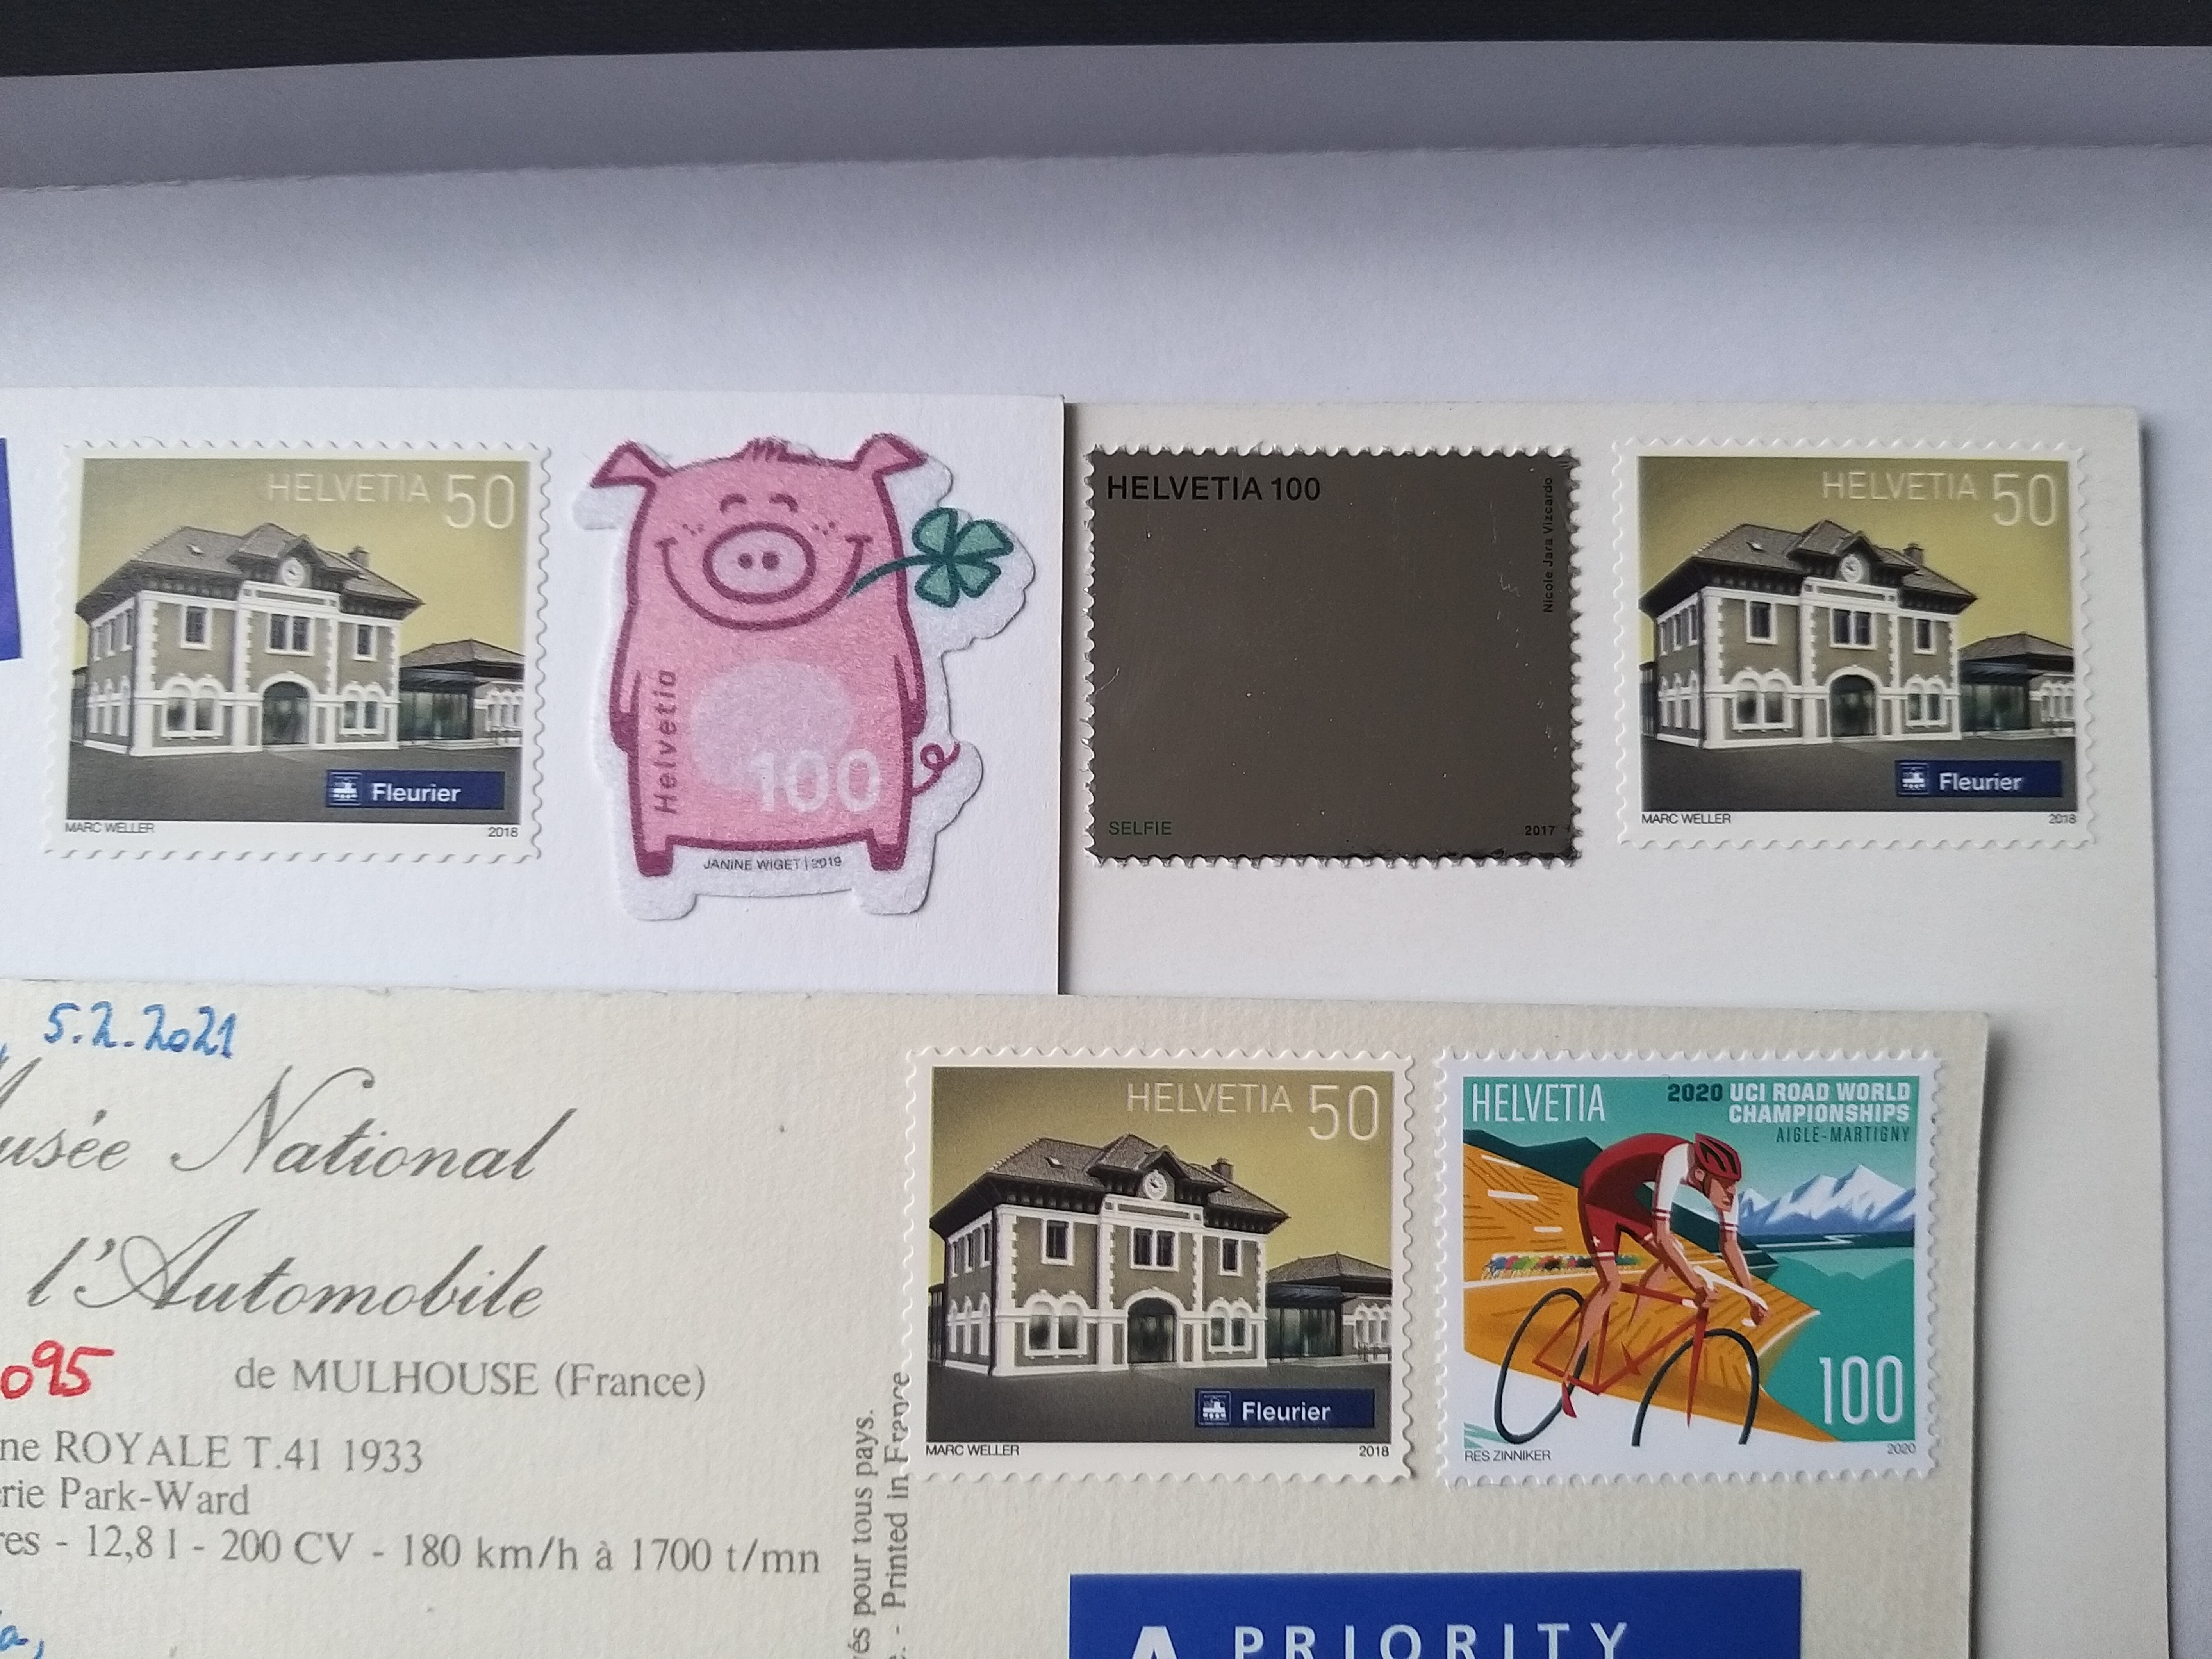 HELVETIA 50
Fleurier
MARC WELLER 2018
Helvetia
100
JANINE WIGET | 2019
HELVETIA 100
Nicole Jara Vizcardo
SELFIE 2017
HELVETIA 50
Fleurier
MARC WELLER 2018
5.2.2021
Musée National
l'Automobile
095 de MULHOUSE (France)
ne ROYALE T.41 1933
rie Park-Ward
res - 12,8 l - 200 CV - 180 km/h à 1700 t/mn
és pour tous pays.
- Printed in France
HELVETIA 50
Fleurier
MARC WELLER 2018
HELVETIA
2020 UCI ROAD WORLD
CHAMPIONSHIPS
AIGLE-MARTIGNY
100
RES ZINNIKER 2020
A PRIORITY